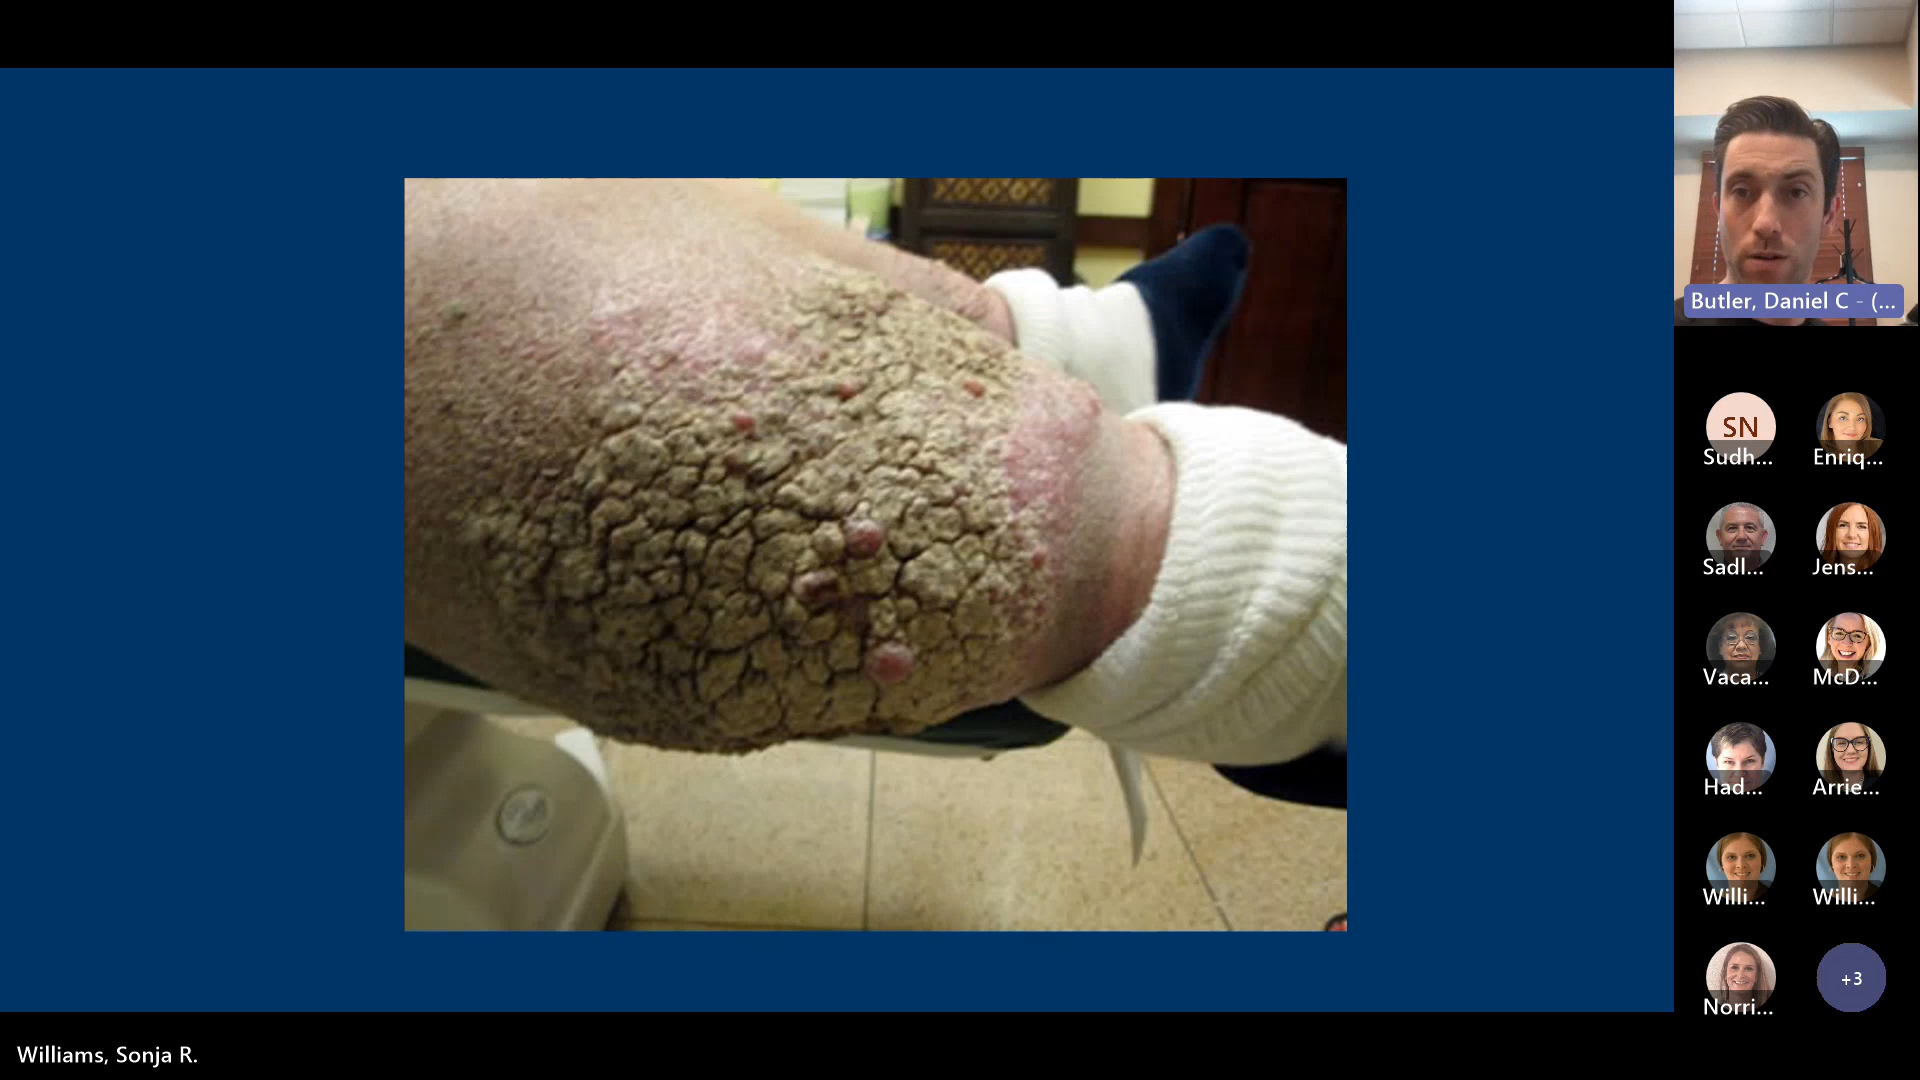 Butler, Daniel C - (...
SN
Sudh...
Enriq...
Sadl...
Jens...
Vaca...
McD...
Had...
Arrie...
Willi...
Willi...
Norri...
+3
Williams, Sonja R.